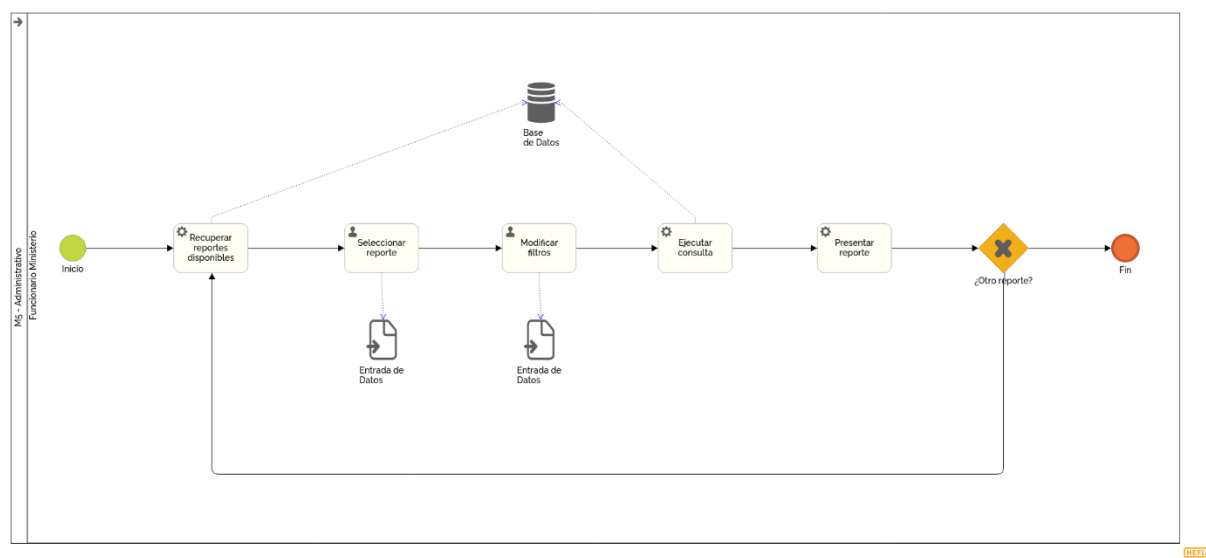 M5 - Administrativo
Funcionario Ministerio
Base
de Datos
Inicio
Recuperar
reportes
disponibles
Seleccionar
reporte
Modificar
filtros
Ejecutar
consulta
Presentar
reporte
¿Otro reporte?
Fin
Entrada de
Datos
Entrada de
Datos